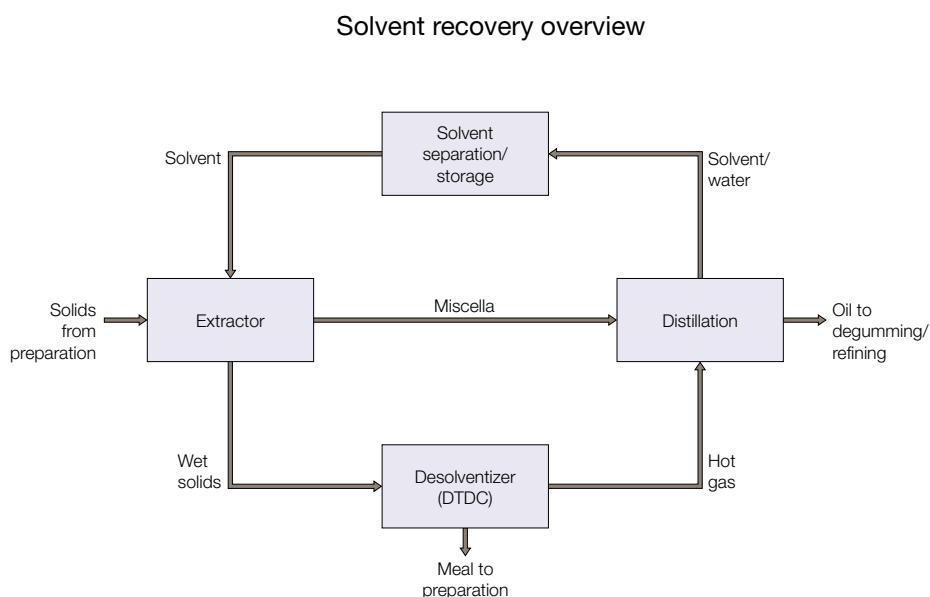 Solvent recovery overview
Solvent
separation/
storage
Solvent
Solvent/
water
Solids
from
preparation
Extractor
Miscella
Distillation
Oil to
degumming/
refining
Wet
solids
Desolventizer
(DTDC)
Hot
gas
Meal to
preparation